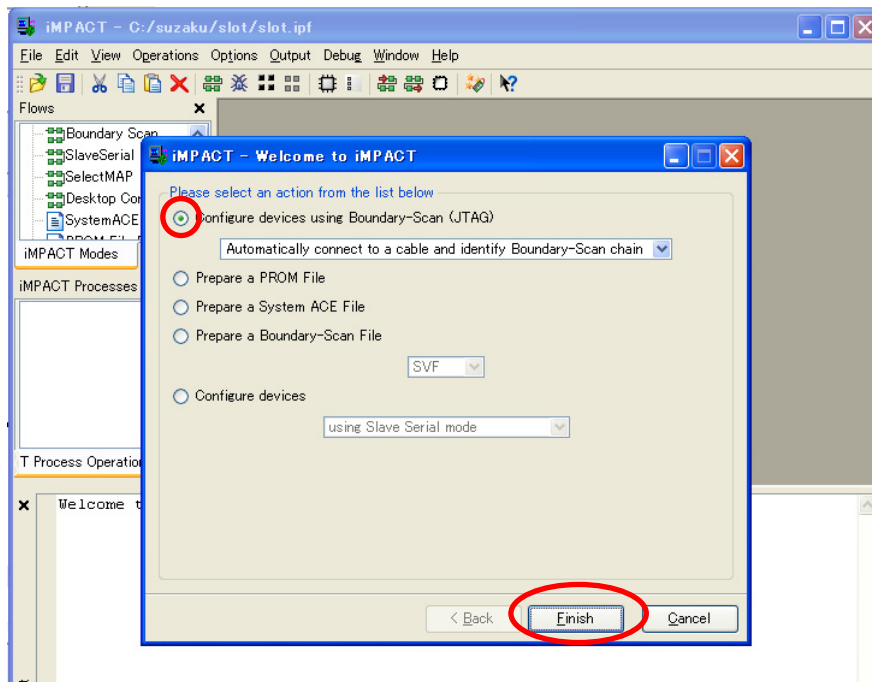 iMPACT - C:/suzaku/slot/slot.ipf
File Edit View Operations Options Output Debug Window Help
Flows
Boundary Scan
SlaveSerial
SelectMAP
Desktop Con
SystemACE
iMPACT Modes
iMPACT Processes
T Process Operation
Welcome t
iMPACT - Welcome to iMPACT
Please select an action from the list below
Configure devices using Boundary-Scan (JTAG)
Automatically connect to a cable and identify Boundary-Scan chain
Prepare a PROM File
Prepare a System ACE File
Prepare a Boundary-Scan File
SVF
Configure devices
using Slave Serial mode
< Back Finish Cancel